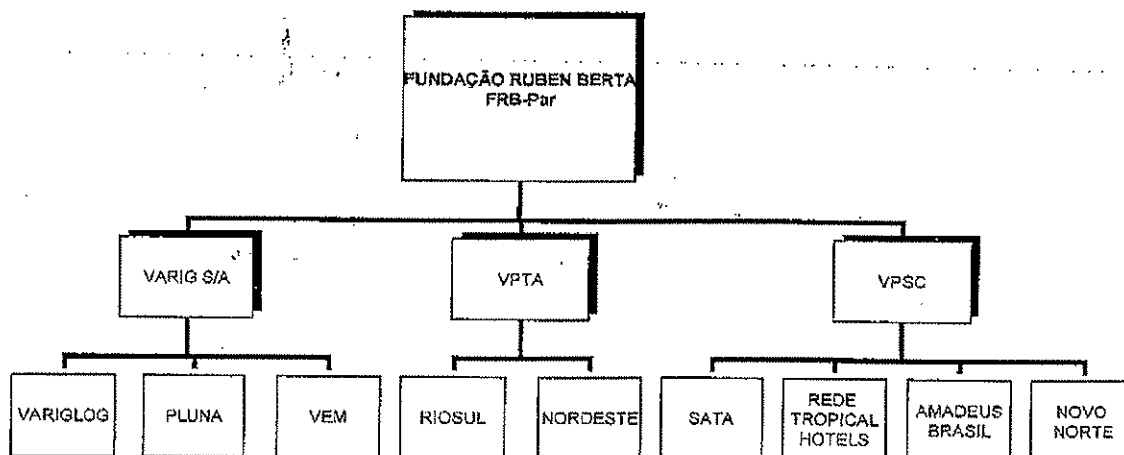 FUNDAÇÃO RUBEN BERTA
FRB-Par
VARIG S/A
VPTA
VPSC
VARIGLOG
PLUNA
VEM
RIOSUL
NORDESTE
SATA
REDE
TROPICAL
HOTELS
AMADEUS
BRASIL
NOVO
NORTE